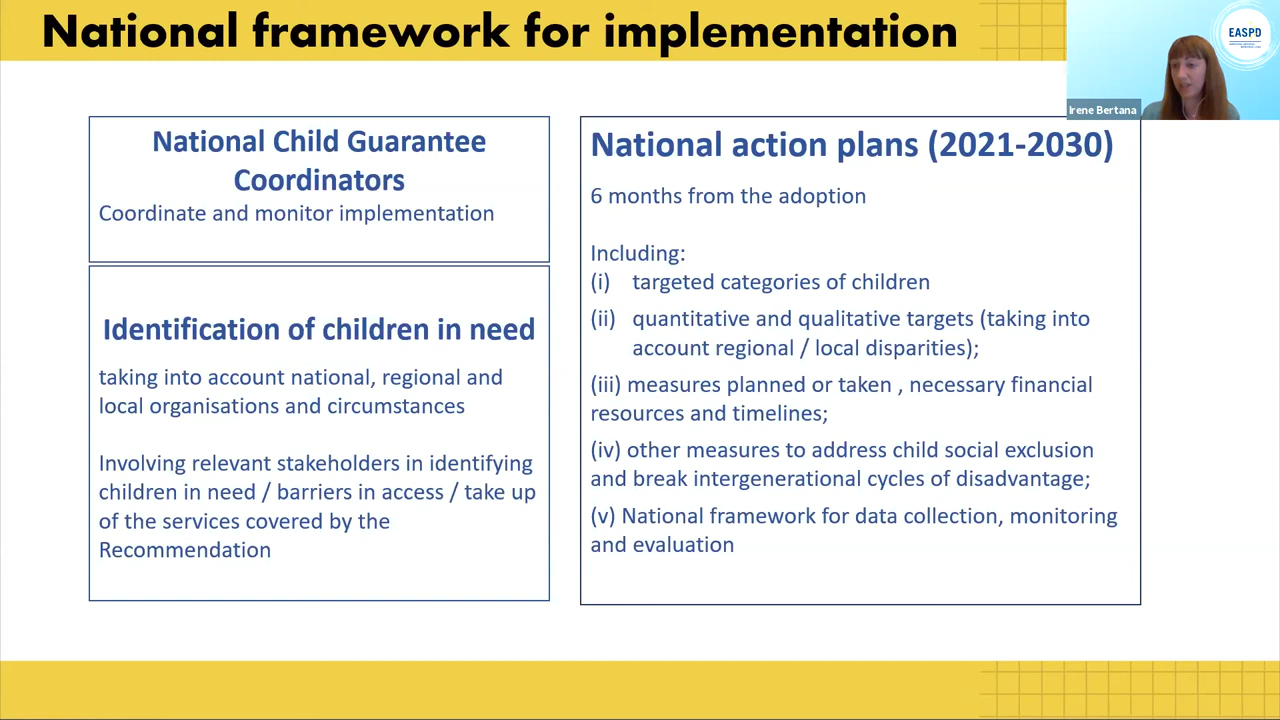 National framework for implementation
EASPD
Irene Bertana
National Child Guarantee
Coordinators
Coordinate and monitor implementation
Identification of children in need
taking into account national, regional and
local organisations and circumstances
Involving relevant stakeholders in identifying
children in need / barriers in access / take up
of the services covered by the
Recommendation
National action plans (2021-2030)
6 months from the adoption
Including:
(i) targeted categories of children
(ii) quantitative and qualitative targets (taking into
account regional / local disparities);
(iii) measures planned or taken , necessary financial
resources and timelines;
(iv) other measures to address child social exclusion
and break intergenerational cycles of disadvantage;
(v) National framework for data collection, monitoring
and evaluation